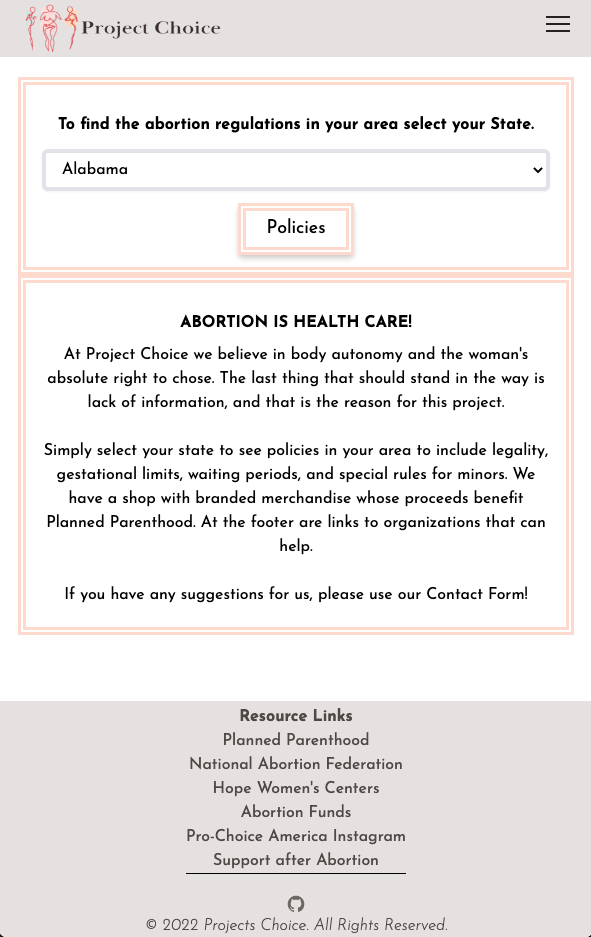 Project Choice
To find the abortion regulations in your area select your State.
Alabama
Policies
ABORTION IS HEALTH CARE!
At Project Choice we believe in body autonomy and the woman's
absolute right to chose. The last thing that should stand in the way is
lack of information, and that is the reason for this project.
Simply select your state to see policies in your area to include legality,
gestational limits, waiting periods, and special rules for minors. We
have a shop with branded merchandise whose proceeds benefit
Planned Parenthood. At the footer are links to organizations that can
help.
If you have any suggestions for us, please use our Contact Form!
Resource Links
Planned Parenthood
National Abortion Federation
Hope Women's Centers
Abortion Funds
Pro-Choice America Instagram
Support after Abortion
© 2022 Projects Choice. All Rights Reserved.